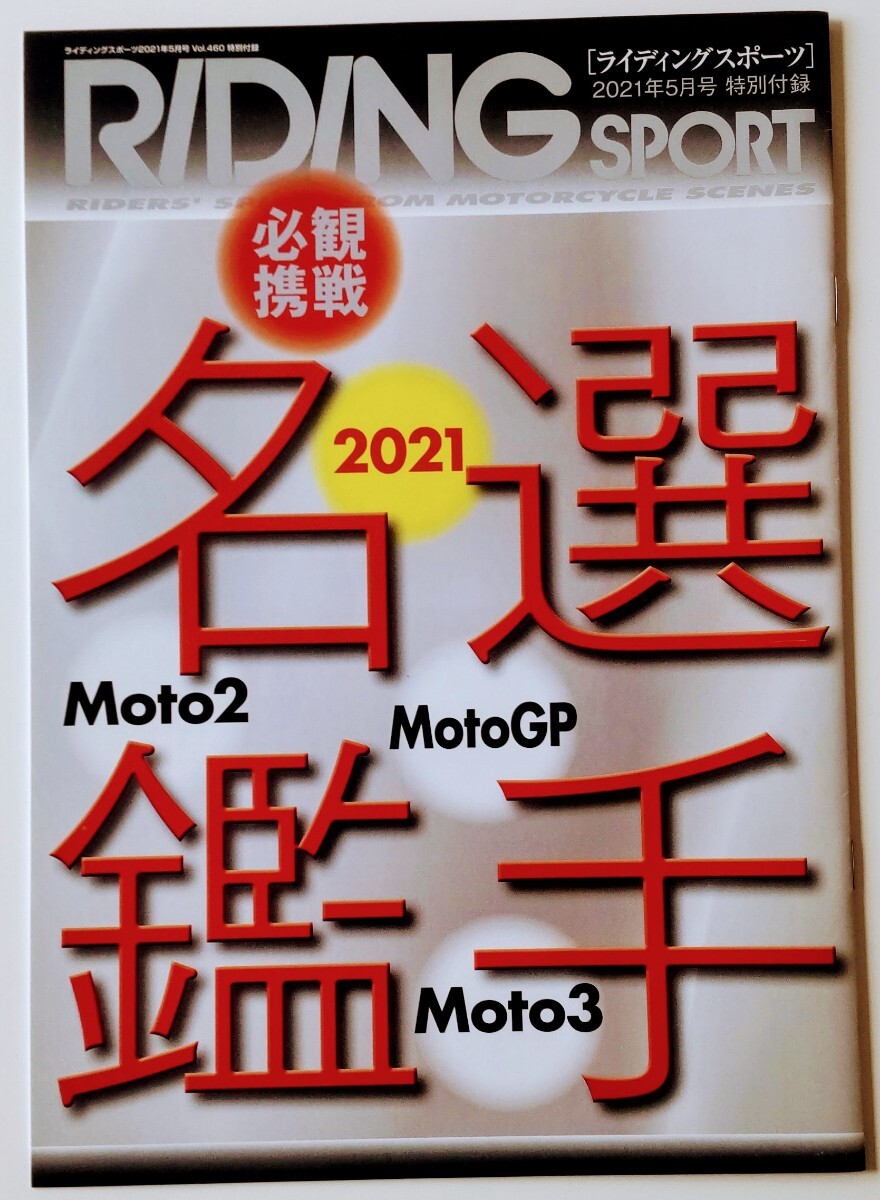 ライディングスポーツ2021年5月号 Vol.460 特別付録
RIDING SPORT
[ライディングスポーツ]
2021年5月号 特別付録
RIDERS' MOTORCYCLE SCENES
観戦
必携
2021
選手
名鑑
MotoGP
Moto2
Moto3